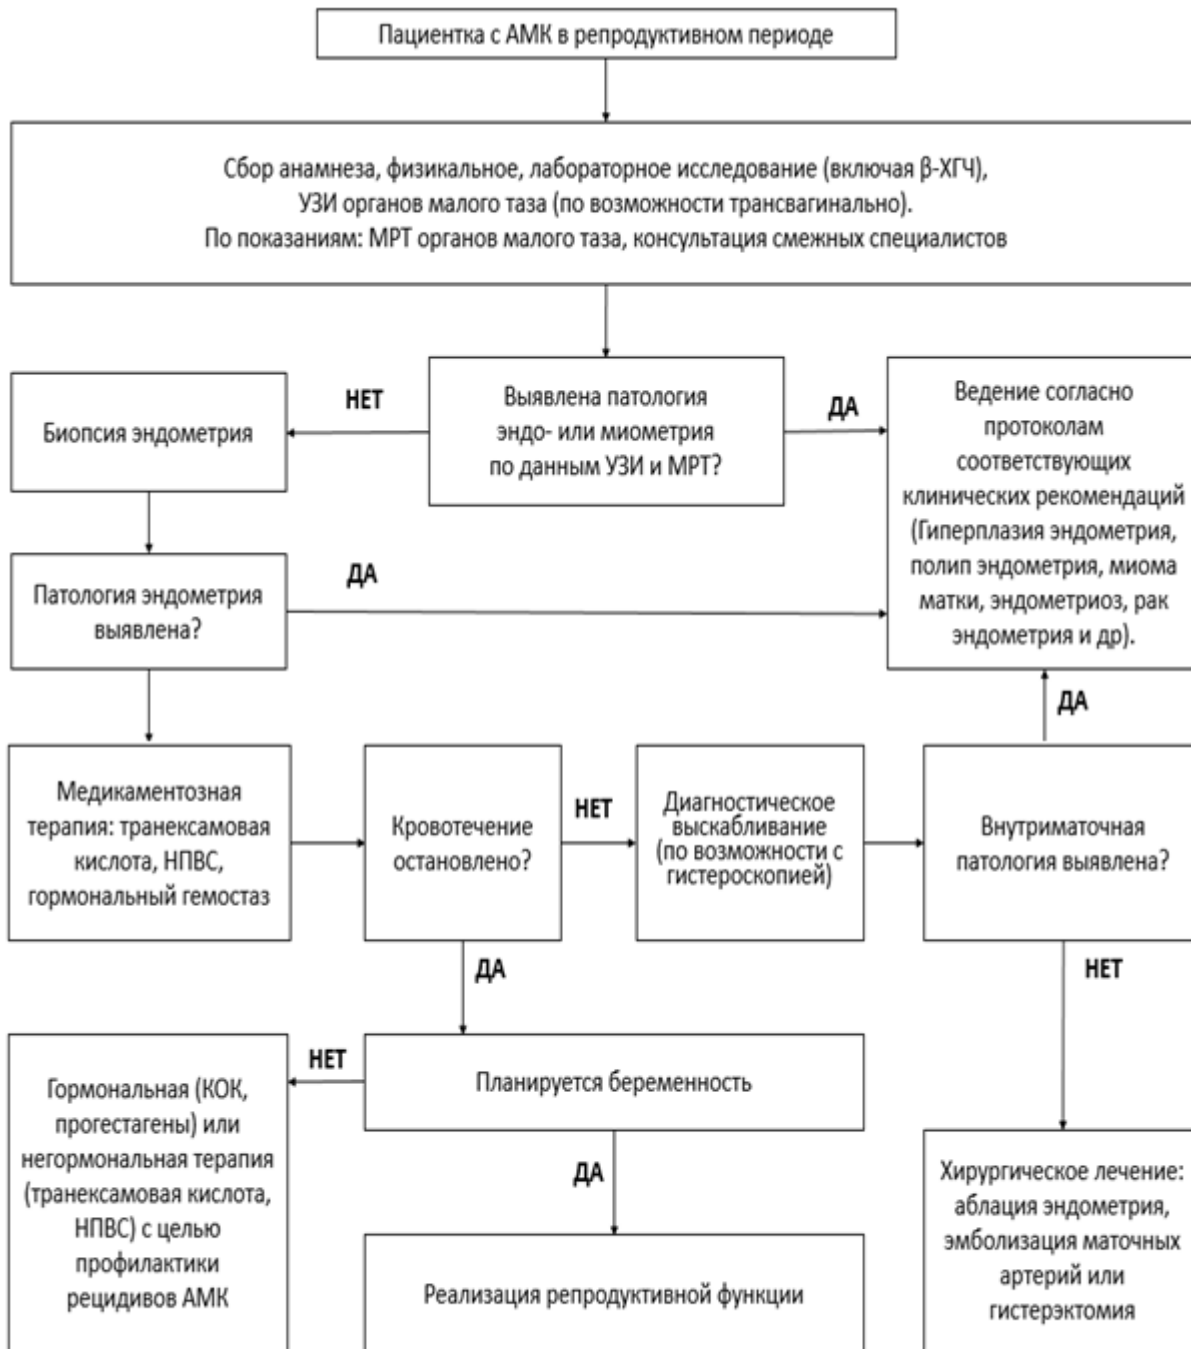 Пациентка с АМК в репродуктивном периоде
Сбор анамнеза, физикальное, лабораторное исследование (включая β-ХГЧ),
УЗИ органов малого таза (по возможности трансвагинально).
По показаниям: МРТ органов малого таза, консультация смежных специалистов
Биопсия эндометрия
НЕТ
Выявлена патология
эндо- или миометрия
по данным УЗИ и МРТ?
ДА
Ведение согласно
протоколам
соответствующих
клинических рекомендаций
(Гиперплазия эндометрия,
полип эндометрия, миома
матки, эндометриоз, рак
эндометрия и др).
Патология эндометрия
выявлена?
ДА
ДА
Медикаментозная
терапия: транексамовая
кислота, НПВС,
гормональный гемостаз
Кровотечение
остановлено?
НЕТ
Диагностическое
выскабливание
(по возможности с
гистероскопией)
Внутриматочная
патология выявлена?
ДА
НЕТ
Гормональная (КОК,
прогестагены) или
негормональная терапия
(транексамовая кислота,
НПВС) с целью
профилактики
рецидивов АМК
НЕТ
Планируется беременность
ДА
Реализация репродуктивной функции
Хирургическое лечение:
аблация эндометрия,
эмболизация маточных
артерий или
гистерэктомия